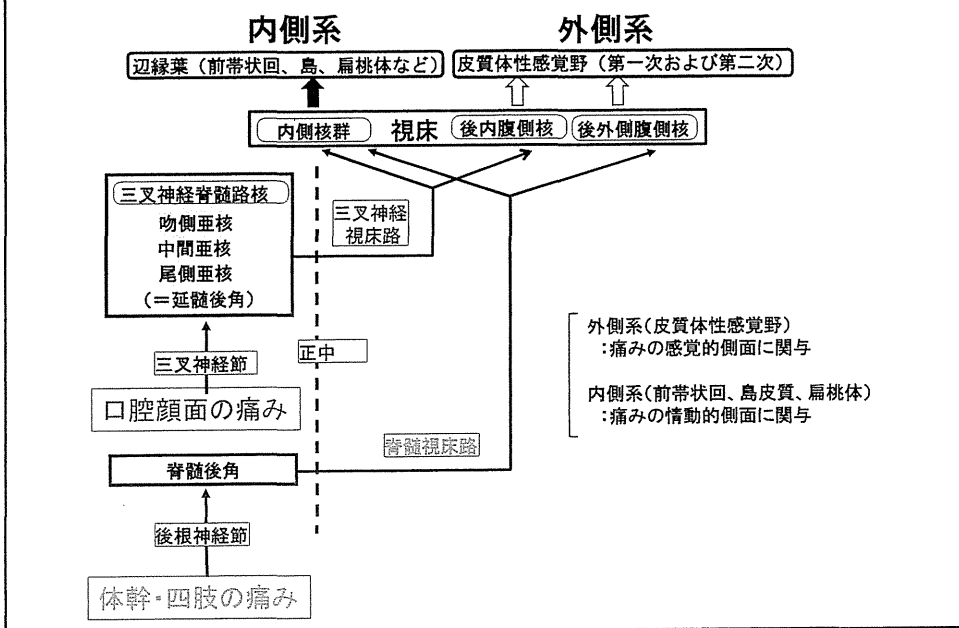 内側系
外側系
辺縁葉（前帯状回、島、扁桃体など）
皮質体性感覚野（第一次および第二次）
内側核群
視床
後内腹側核
後外側腹側核
三叉神経脊髄路核
吻側亜核
中間亜核
尾側亜核
（＝延髄後角）
三叉神経
視床路
三叉神経節
正中
口腔顔面の痛み
外側系（皮質体性感覚野）
：痛みの感覚的側面に関与
内側系（前帯状回、島皮質、扁桃体）
：痛みの情動的側面に関与
脊髄視床路
脊髄後角
後根神経節
体幹・四肢の痛み